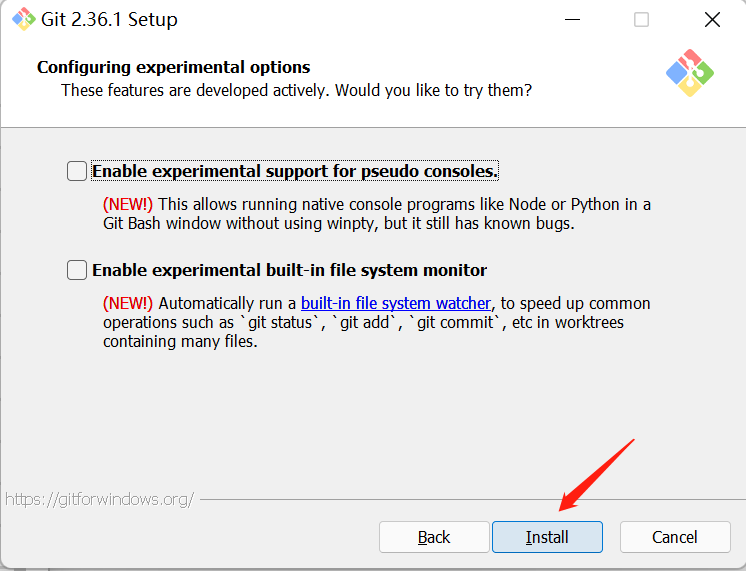 Git 2.36.1 Setup
Configuring experimental options
These features are developed actively. Would you like to try them?
Enable experimental support for pseudo consoles.
(NEW!) This allows running native console programs like Node or Python in a
Git Bash window without using winpty, but it still has known bugs.
Enable experimental built-in file system monitor
(NEW!) Automatically run a built-in file system watcher, to speed up common
operations such as `git status`, `git add`, `git commit`, etc in worktrees
containing many files.
https://gitforwindows.org/
Back Install Cancel